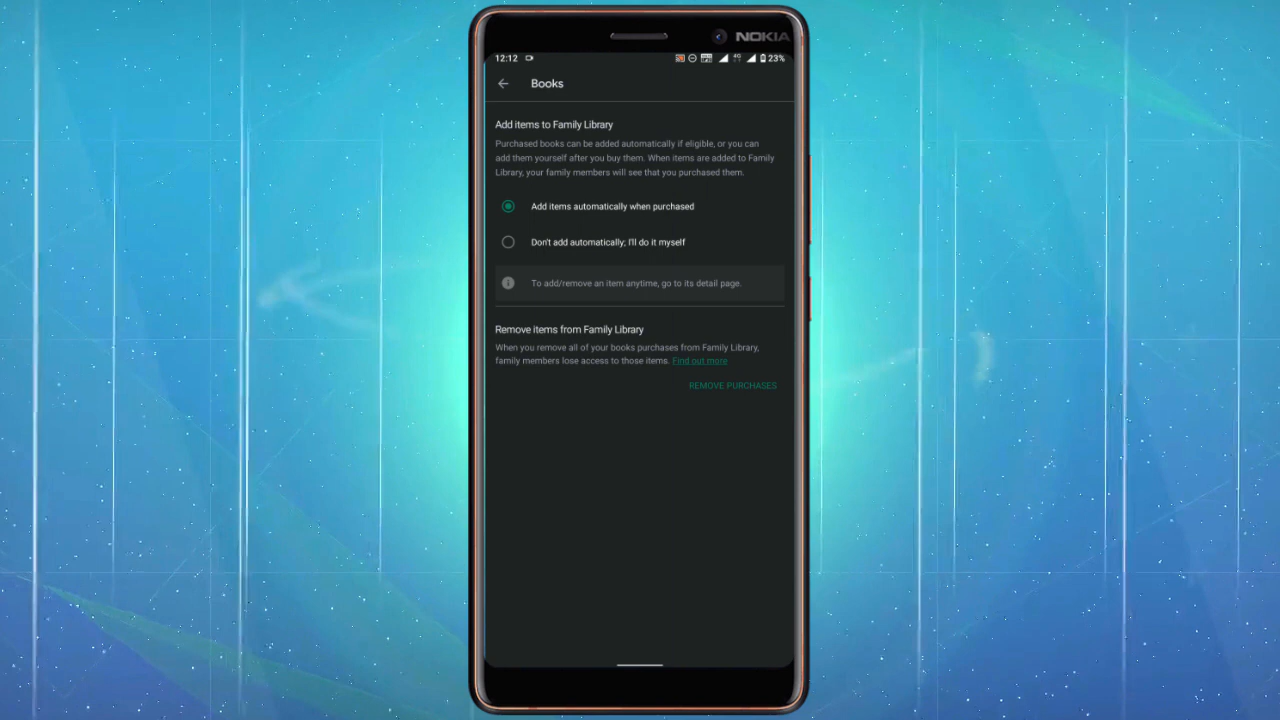 NOKIA
12:12
4G
23%
Books
Add items to Family Library
Purchased books can be added automatically if eligible, or you can
add them yourself after you buy them. When items are added to Family
Library, your family members will see that you purchased them.
Add items automatically when purchased
Don't add automatically; I'll do it myself
To add/remove an item anytime, go to its detail page.
Remove items from Family Library
When you remove all of your books purchases from Family Library,
family members lose access to those items. Find out more
REMOVE PURCHASES